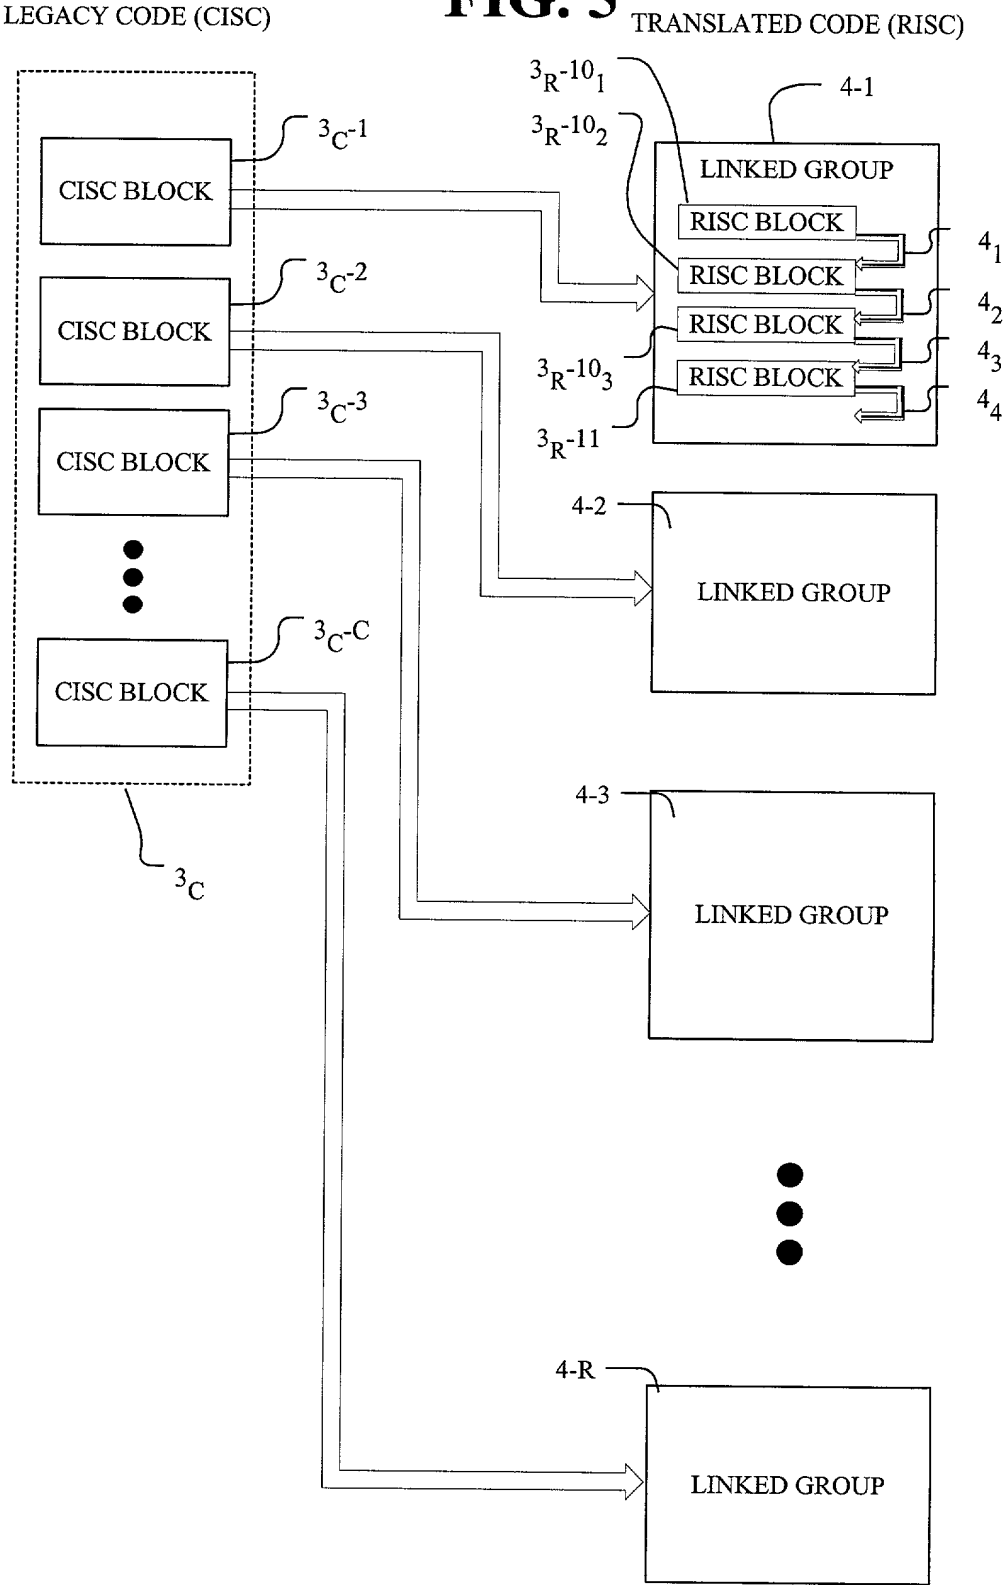 FIG. 3
LEGACY CODE (CISC)
TRANSLATED CODE (RISC)
3C-1
CISC BLOCK
3C-2
CISC BLOCK
3C-3
CISC BLOCK
3C-C
CISC BLOCK
3C
3R-10₁
3R-10₂
4-1
LINKED GROUP
RISC BLOCK
4₁
RISC BLOCK
4₂
RISC BLOCK
3R-10₃
4₃
RISC BLOCK
3R-11
4₄
4-2
LINKED GROUP
4-3
LINKED GROUP
4-R
LINKED GROUP